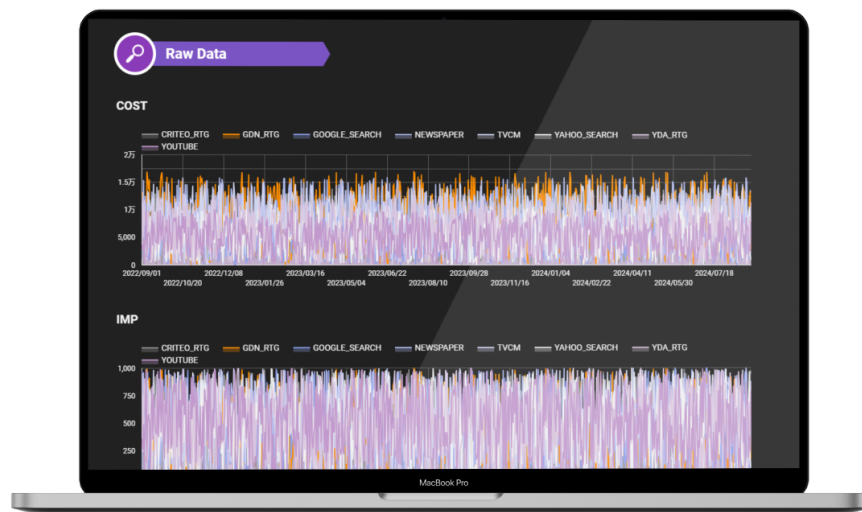 Raw Data
COST
CRITEO_RTG GDN_RTG GOOGLE_SEARCH NEWSPAPER TVCM YAHOO_SEARCH YDA_RTG
YOUTUBE
2万
1.5万
1万
5,000
0
2022/09/01 2022/12/08 2023/03/16 2023/06/22 2023/09/28 2024/01/04 2024/04/11 2024/07/18
2022/10/20 2023/01/26 2023/05/04 2023/08/10 2023/11/16 2024/02/22 2024/05/30
IMP
CRITEO_RTG GDN_RTG GOOGLE_SEARCH NEWSPAPER TVCM YAHOO_SEARCH YDA_RTG
YOUTUBE
1,000
750
500
250
MacBook Pro